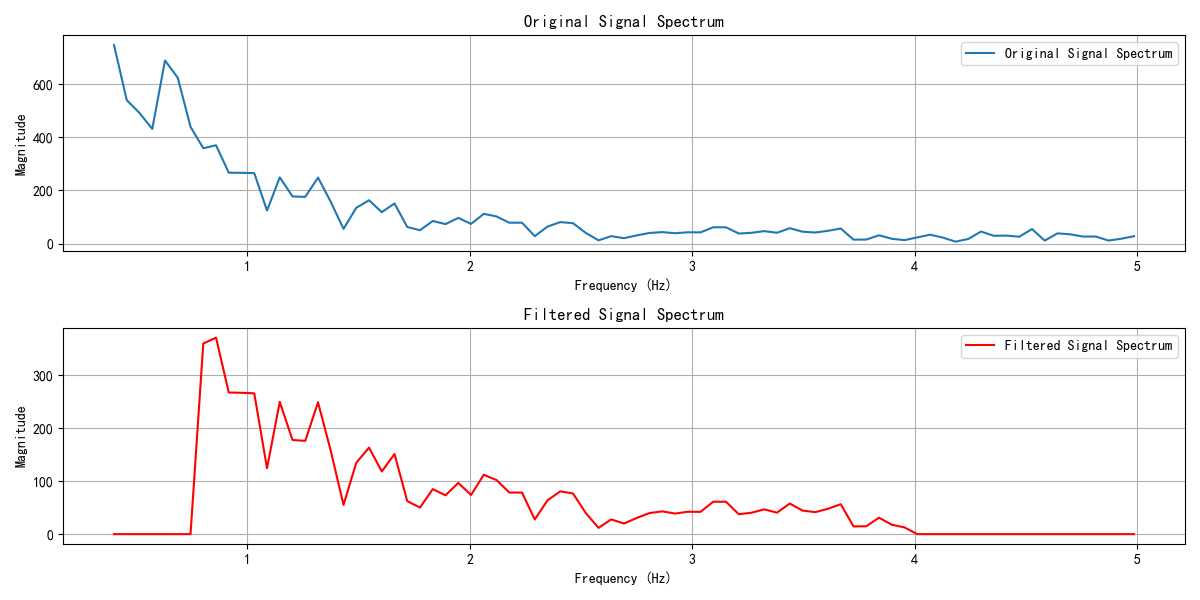 Original Signal Spectrum
Original Signal Spectrum
Magnitude
600
400
200
0
1 2 3 4 5
Frequency (Hz)
Filtered Signal Spectrum
Filtered Signal Spectrum
Magnitude
300
200
100
0
1 2 3 4 5
Frequency (Hz)